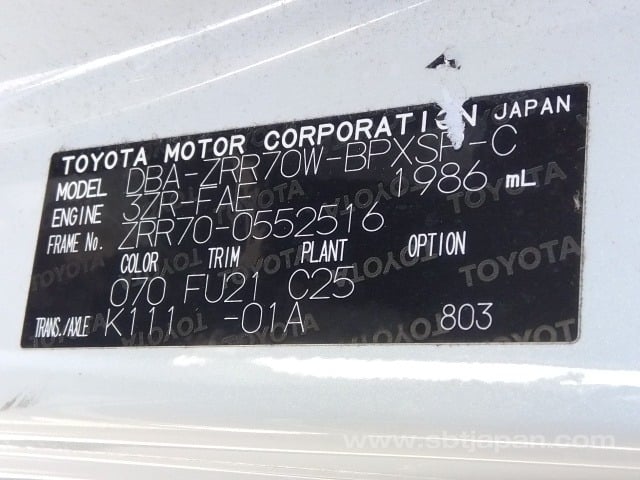 TOYOTA MOTOR CORPORATION JAPAN
MODEL DBA-ZRR70W-BPXSP-C
ENGINE 3ZR-FAE 1986 mL
FRAME No. ZRR70-0552516
COLOR TRIM PLANT OPTION
070 FU21 C25
TRANS./AXLE K111 -01A 803
www.sbtjapan.com/